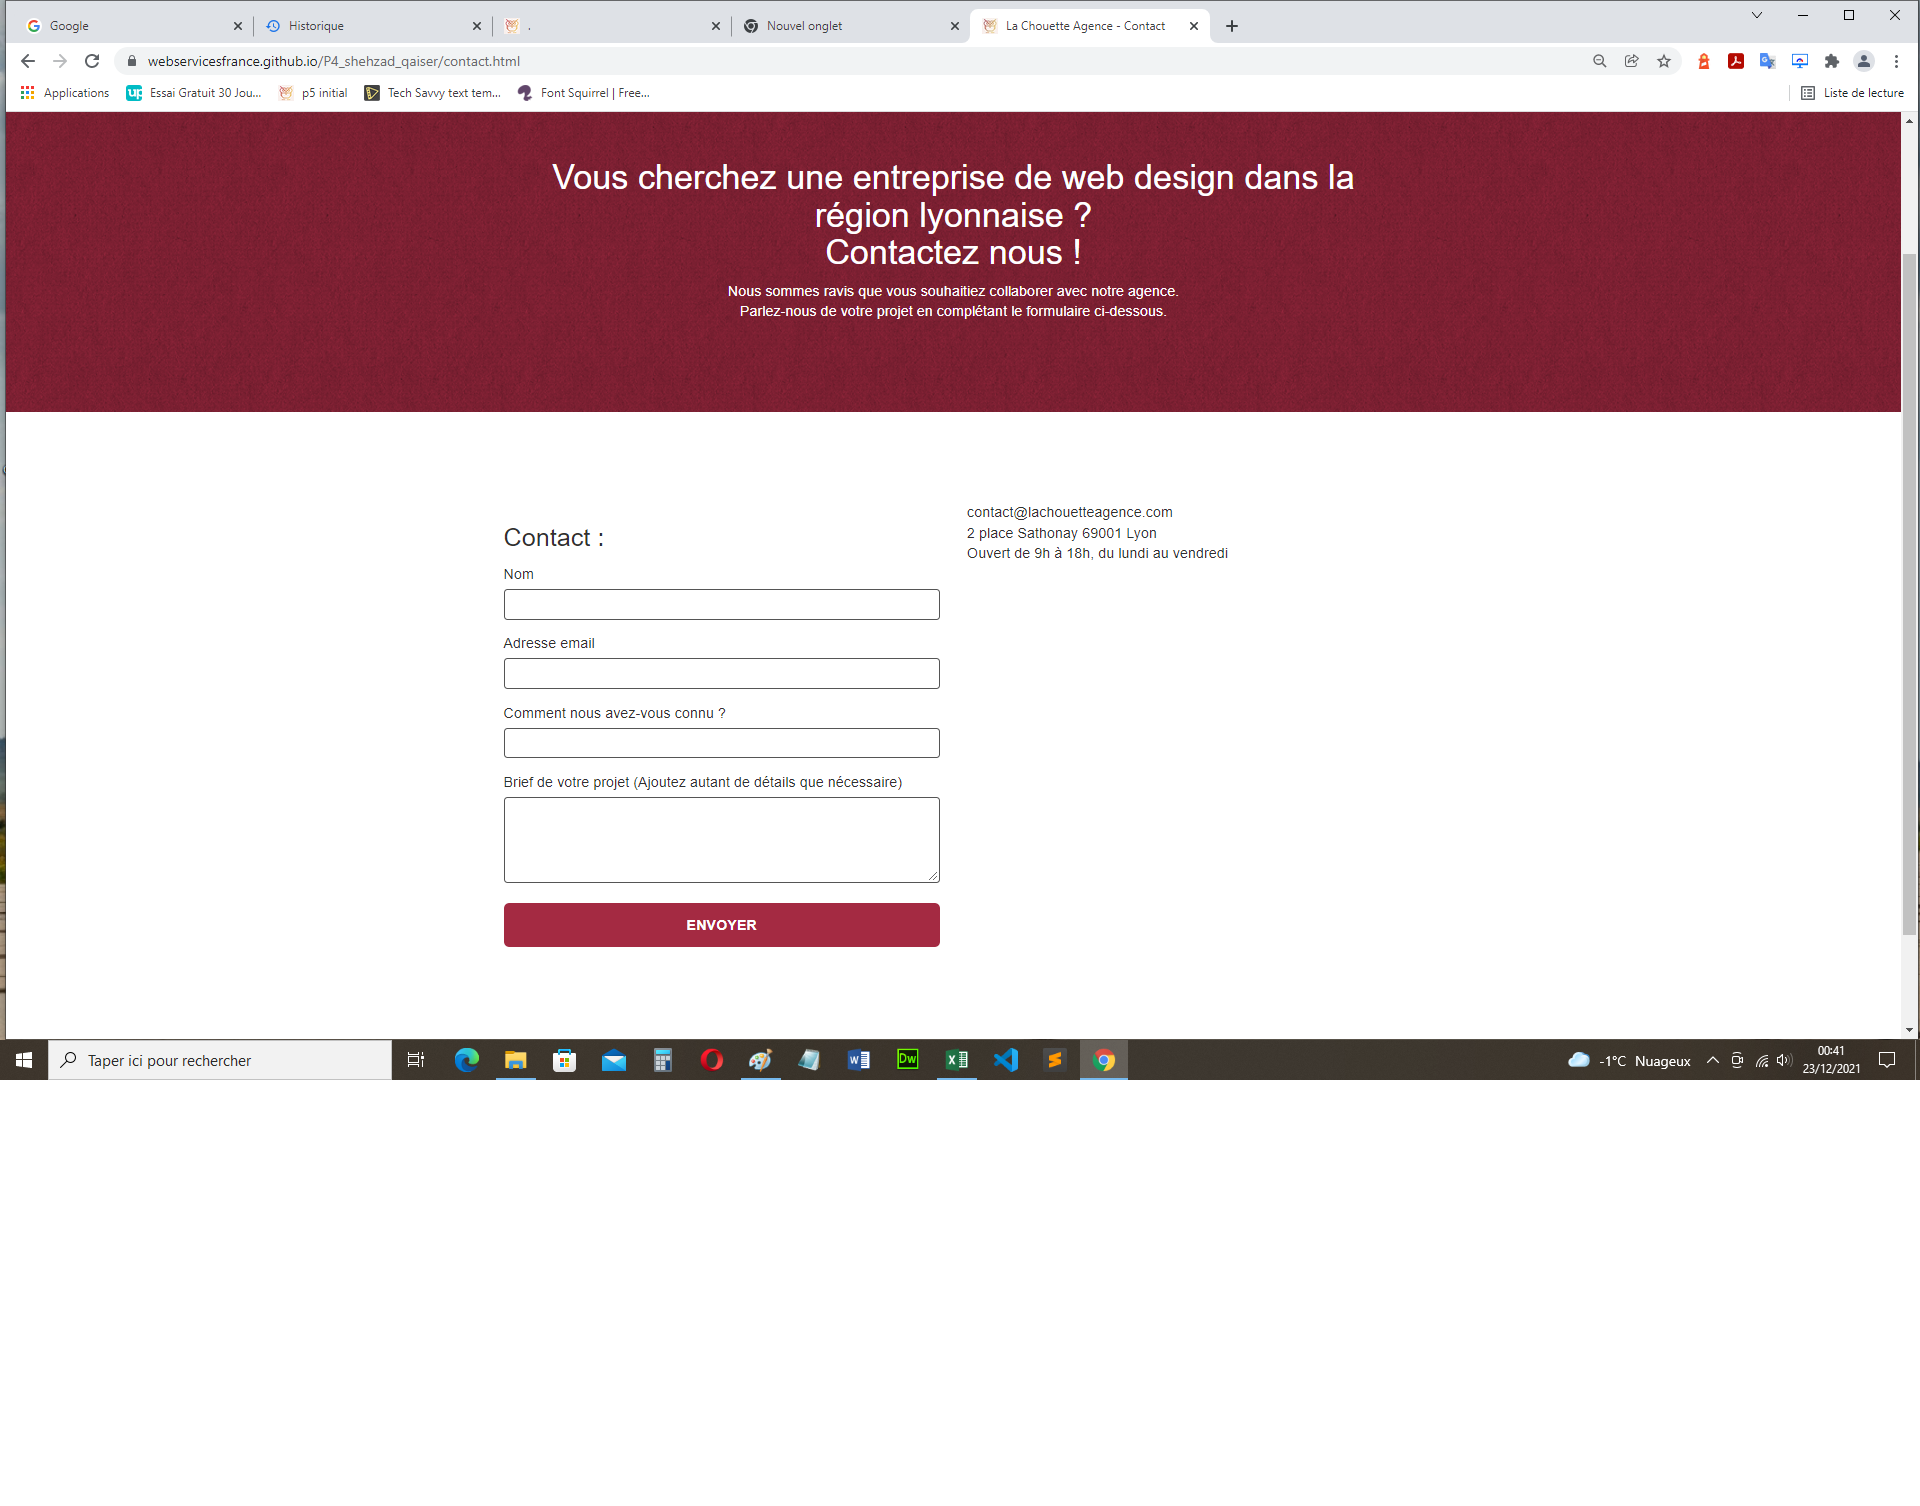 Google
Historique
.
Nouvel onglet
La Chouette Agence - Contact
webservicesfrance.github.io/P4_shehzad_qaiser/contact.html
Applications
Essai Gratuit 30 Jou...
p5 initial
Tech Savvy text tem...
Font Squirrel | Free...
Liste de lecture
Vous cherchez une entreprise de web design dans la
région lyonnaise ?
Contactez nous !
Nous sommes ravis que vous souhaitiez collaborer avec notre agence.
Parlez-nous de votre projet en complétant le formulaire ci-dessous.
contact@lachouetteagence.com
2 place Sathonay 69001 Lyon
Ouvert de 9h à 18h, du lundi au vendredi
Contact :
Nom
Adresse email
Comment nous avez-vous connu ?
Brief de votre projet (Ajoutez autant de détails que nécessaire)
ENVOYER
Taper ici pour rechercher
Dw
-1°C Nuageux
00:41
23/12/2021